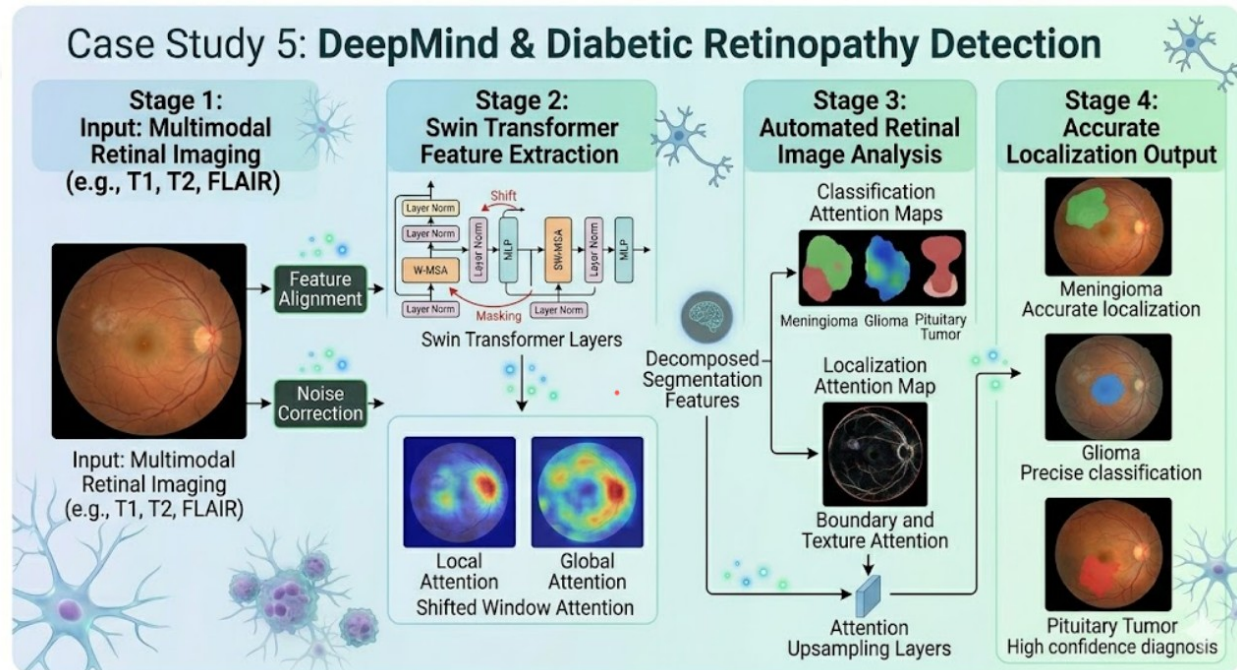 Case Study 5: DeepMind & Diabetic Retinopathy Detection
Stage 1:
Input: Multimodal
Retinal Imaging
(e.g., T1, T2, FLAIR)
Feature
Alignment
Noise
Correction
Input: Multimodal
Retinal Imaging
(e.g., T1, T2, FLAIR)
Stage 2:
Swin Transformer
Feature Extraction
Layer Norm
Layer Norm
W-MSA
Layer Norm
Shift
Layer Norm
MLP
SW-MSA
Layer Norm
MLP
Masking
Layer Norm
Swin Transformer Layers
Local
Attention
Global
Attention
Shifted Window Attention
Decomposed
Segmentation
Features
Stage 3:
Automated Retinal
Image Analysis
Classification
Attention Maps
Meningioma
Glioma
Pituitary
Tumor
Localization
Attention Map
Boundary and
Texture Attention
Attention
Upsampling Layers
Stage 4:
Accurate
Localization Output
Meningioma
Accurate localization
Glioma
Precise classification
Pituitary Tumor
High confidence diagnosis